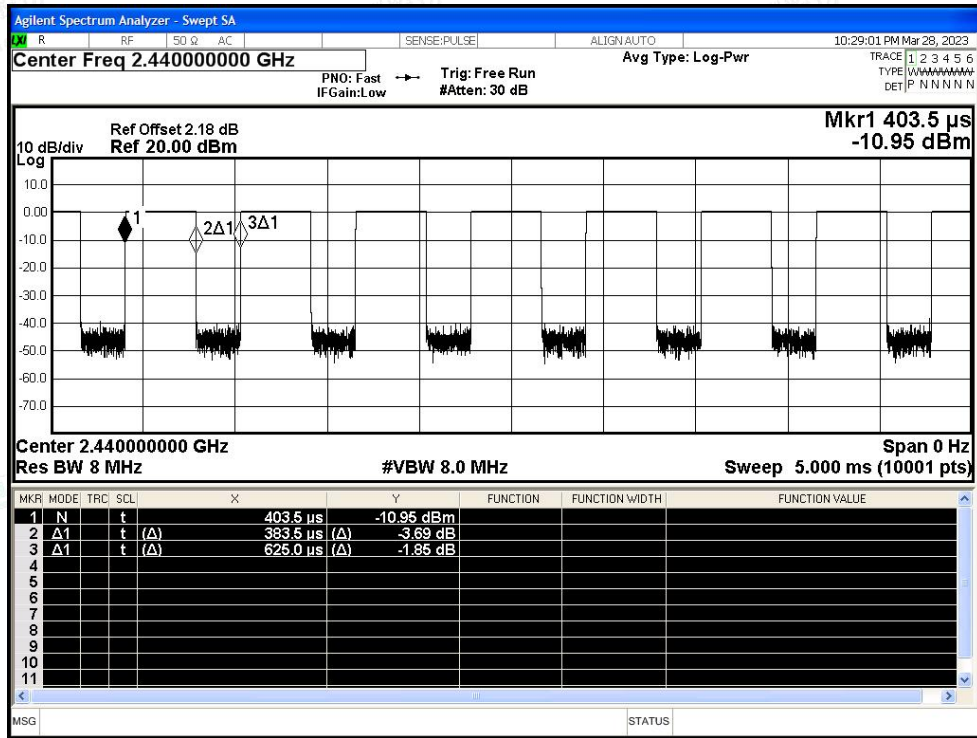 Agilent Spectrum Analyzer - Swept SA
LXI R RF 50 Ω AC SENSE:PULSE ALIGN AUTO 10:29:01 PM Mar 28, 2023
Center Freq 2.440000000 GHz
Avg Type: Log-Pwr
TRACE 1 2 3 4 5 6
PNO: Fast
Trig: Free Run
TYPE W
IFGain:Low
#Atten: 30 dB
DET P N N N N N
Mkr1 403.5 µs
-10.95 dBm
Ref Offset 2.18 dB
10 dB/div Ref 20.00 dBm
Log
10.0
0.00
-10.0
-20.0
-30.0
-40.0
-50.0
-60.0
-70.0
1
2Δ1
3Δ1
Center 2.440000000 GHz Span 0 Hz
Res BW 8 MHz #VBW 8.0 MHz Sweep 5.000 ms (10001 pts)
MKR MODE TRC SCL X Y FUNCTION FUNCTION WIDTH FUNCTION VALUE
1 N t 403.5 µs -10.95 dBm
2 Δ1 t (Δ) 383.5 µs (Δ) -3.69 dB
3 Δ1 t (Δ) 625.0 µs (Δ) -1.85 dB
4
5
6
7
8
9
10
11
MSG STATUS